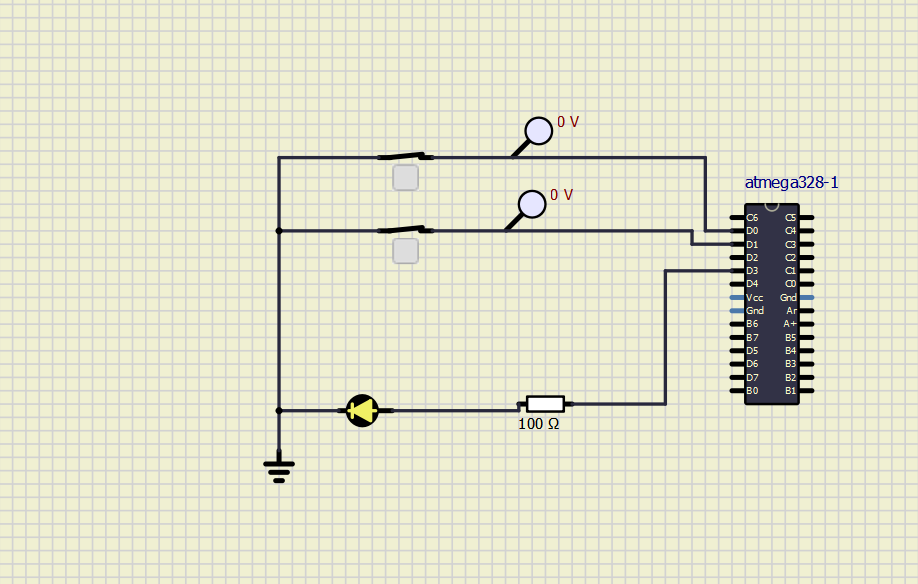 0 V
0 V
atmega328-1
C6 C5
D0 C4
D1 C3
D2 C2
D3 C1
D4 C0
Vcc Gnd
Gnd Ar
B6 A+
B7 B5
D5 B4
D6 B3
D7 B2
B0 B1
100 Ω